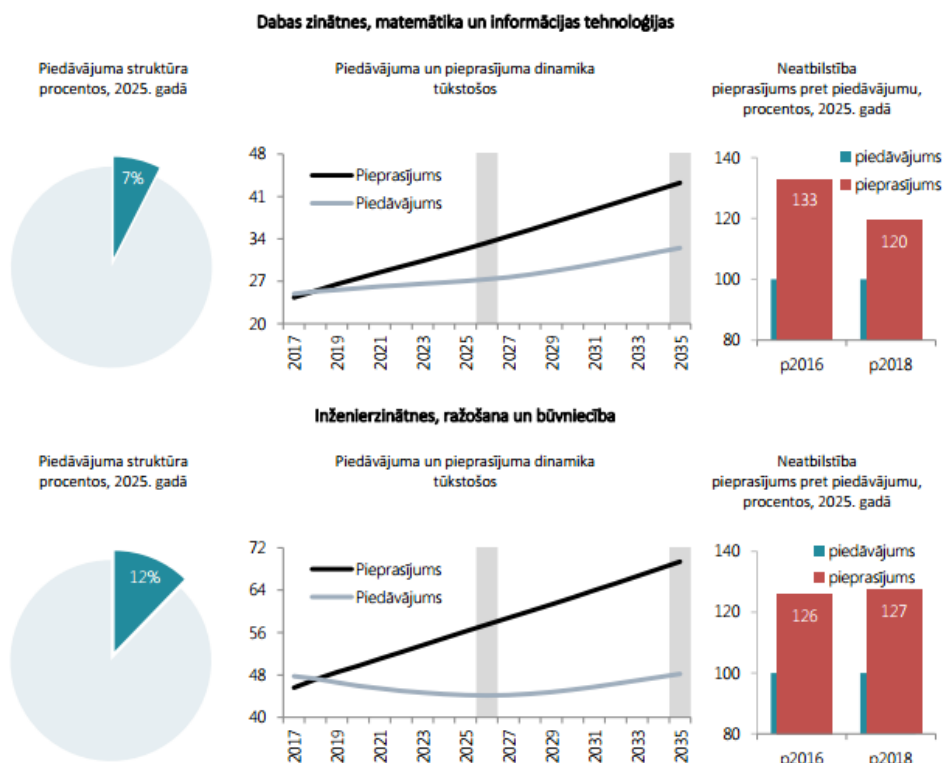 Dabas zinātnes, matemātika un informācijas tehnoloģijas
Piedāvājuma struktūra
procentos, 2025. gadā
7%
Piedāvājuma un pieprasījuma dinamika
tūkstošos
48
41
34
27
20
Pieprasījums
Piedāvājums
2017
2019
2021
2023
2025
2027
2029
2031
2033
2035
Neatbilstība
pieprasījums pret piedāvājumu,
procentos, 2025. gadā
140
120
100
80
piedāvājums
pieprasījums
133
120
p2016
p2018
Inženierzinātnes, ražošana un būvniecība
Piedāvājuma struktūra
procentos, 2025. gadā
12%
Piedāvājuma un pieprasījuma dinamika
tūkstošos
72
64
56
48
40
Pieprasījums
Piedāvājums
2017
2019
2021
2023
2025
2027
2029
2031
2033
2035
Neatbilstība
pieprasījums pret piedāvājumu,
procentos, 2025. gadā
140
120
100
80
piedāvājums
pieprasījums
126
127
p2016
p2018